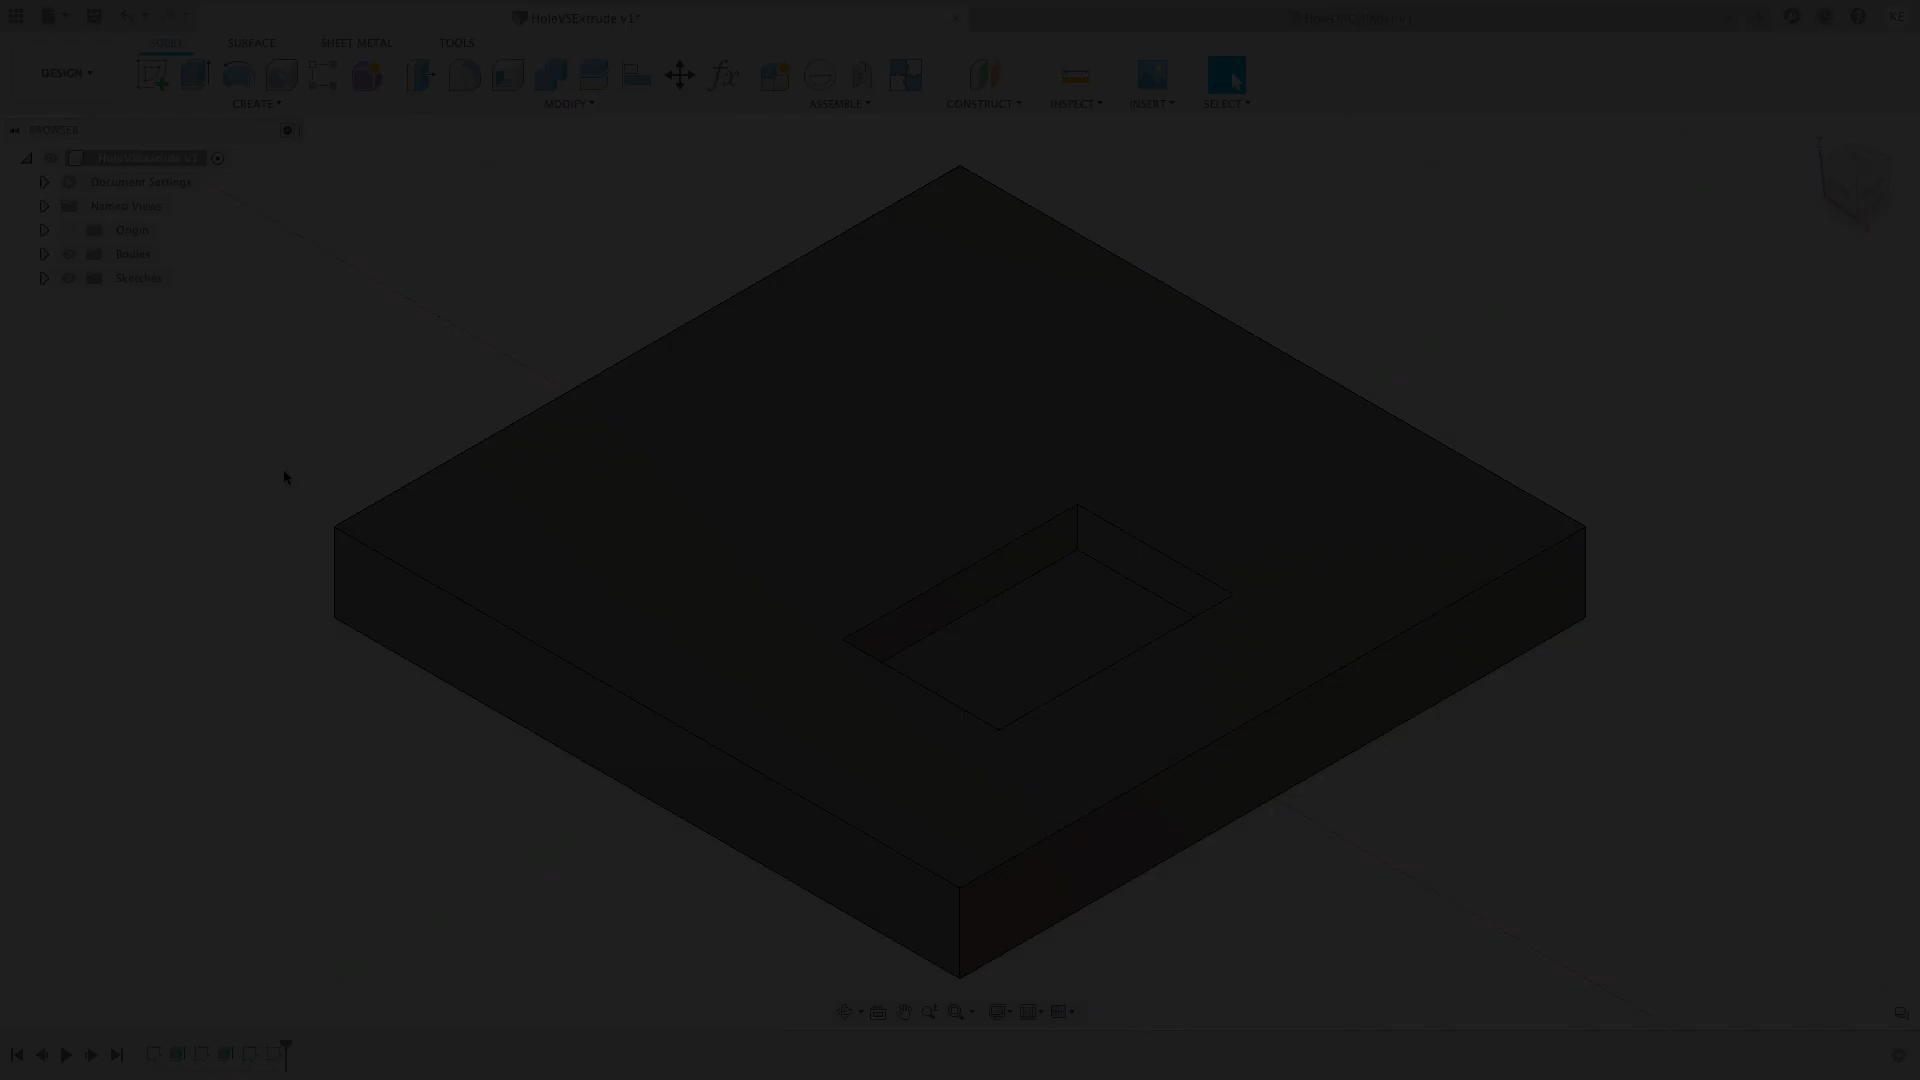 HoleVSExtrude v1*
KE
SOLID
SURFACE
SHEET METAL
TOOLS
DESIGN
CREATE
MODIFY
ASSEMBLE
CONSTRUCT
INSPECT
INSERT
SELECT
BROWSER
HoleVSExtrude v1
Document Settings
Named Views
Origin
Bodies
Sketches